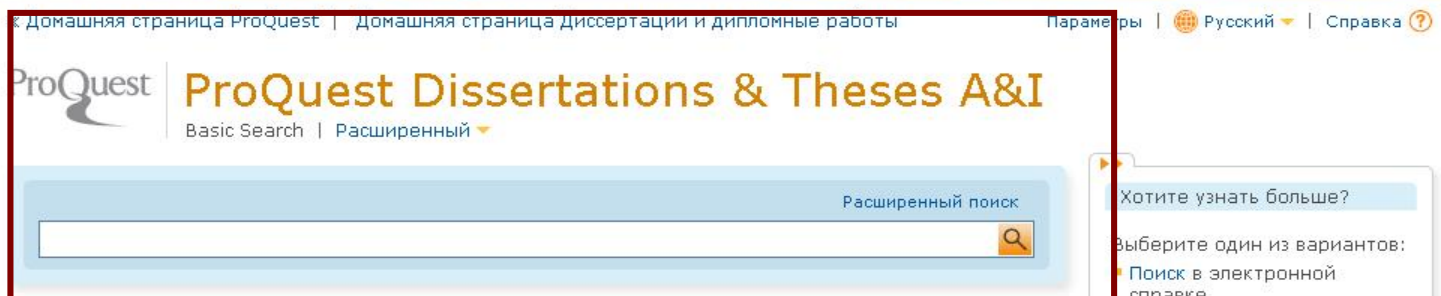 « Домашняя страница ProQuest | Домашняя страница Диссертации и дипломные работы Параметры | Русский | Справка ?
ProQuest
ProQuest Dissertations & Theses A&I
Basic Search | Расширенный
Расширенный поиск
Хотите узнать больше?
Выберите один из вариантов:
Поиск в электронной
справке